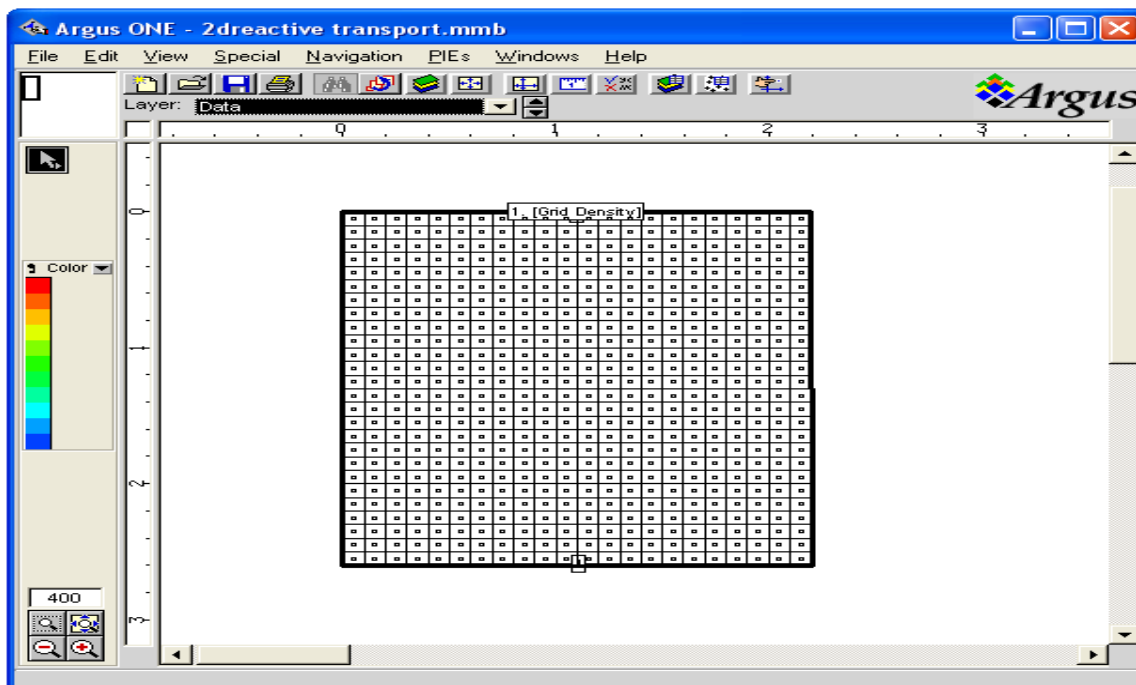 Argus ONE - 2dreactive transport.mmb
File Edit View Special Navigation PIEs Windows Help
Layer: Data
Argus
0 1 2 3
0
1. [Grid Density]
Color
1
2
1
400
3